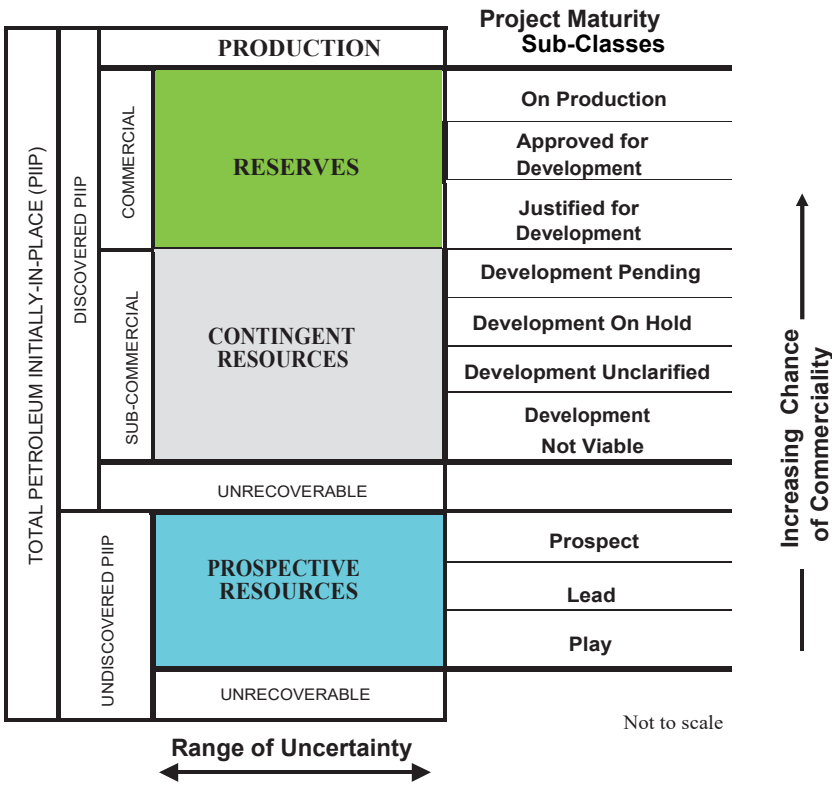 Project Maturity
Sub-Classes
PRODUCTION
TOTAL PETROLEUM INITIALLY-IN-PLACE (PIIP)
DISCOVERED PIIP
COMMERCIAL
RESERVES
On Production
Approved for
Development
Justified for
Development
SUB-COMMERCIAL
CONTINGENT
RESOURCES
Development Pending
Development On Hold
Development Unclarified
Development
Not Viable
UNRECOVERABLE
UNDISCOVERED PIIP
PROSPECTIVE
RESOURCES
Prospect
Lead
Play
UNRECOVERABLE
Increasing Chance
of Commerciality
Not to scale
Range of Uncertainty